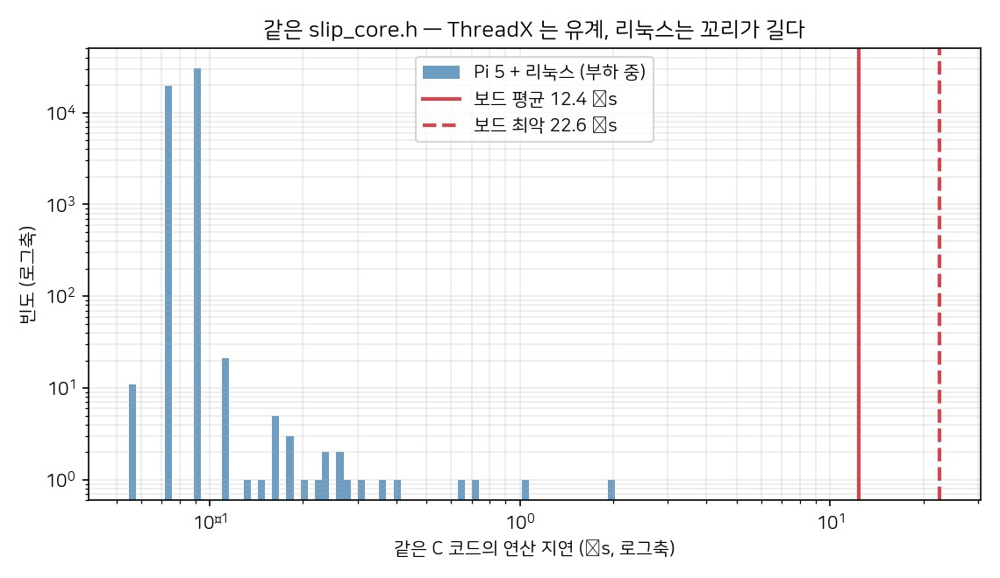 같은 slip_core.h — ThreadX 는 유계, 리눅스는 꼬리가 길다
Pi 5 + 리눅스 (부하 중)
보드 평균 12.4 □s
보드 최악 22.6 □s
빈도 (로그축)
10⁴
10³
10²
10¹
10⁰
10¤1
10⁰
10¹
같은 C 코드의 연산 지연 (□s, 로그축)